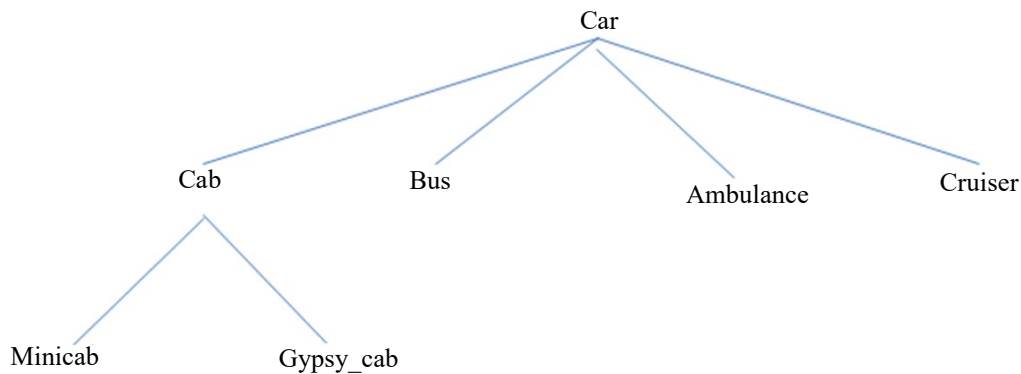 Car
Cab
Bus
Ambulance
Cruiser
Minicab
Gypsy_cab